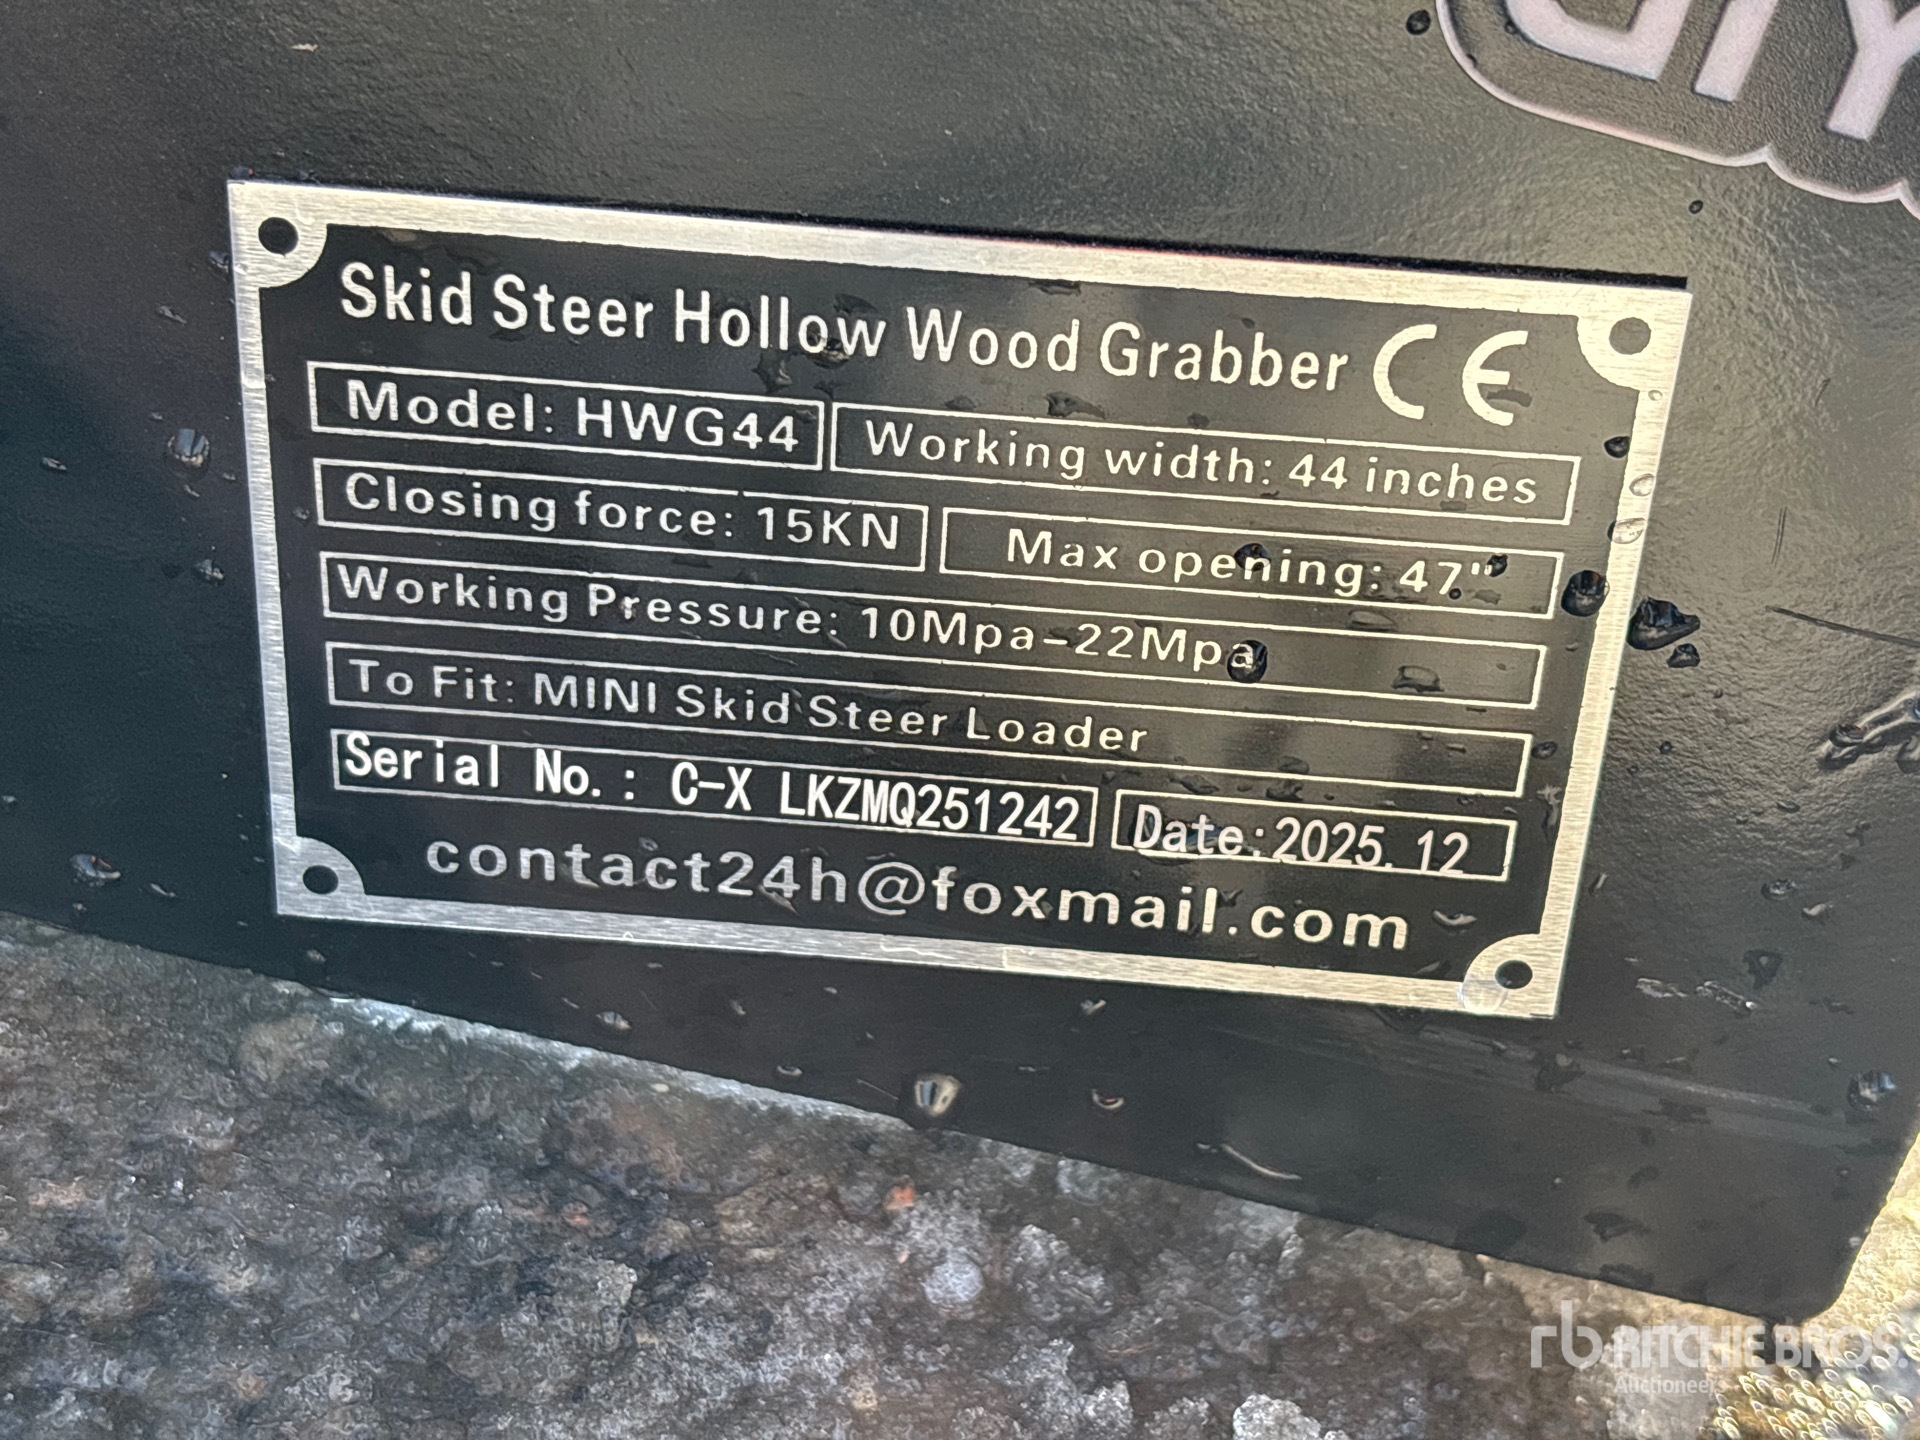 Skid Steer Hollow Wood Grabber CE
Model: HWG44 Working width: 44 inches
Closing force: 15KN Max opening: 47"
Working Pressure: 10Mpa-22Mpa
To Fit: MINI Skid Steer Loader
Serial No.: C-X LKZMQ251242 Date:2025.12
contact24h@foxmail.com
rb RITCHIE BROS.
Auctioneers